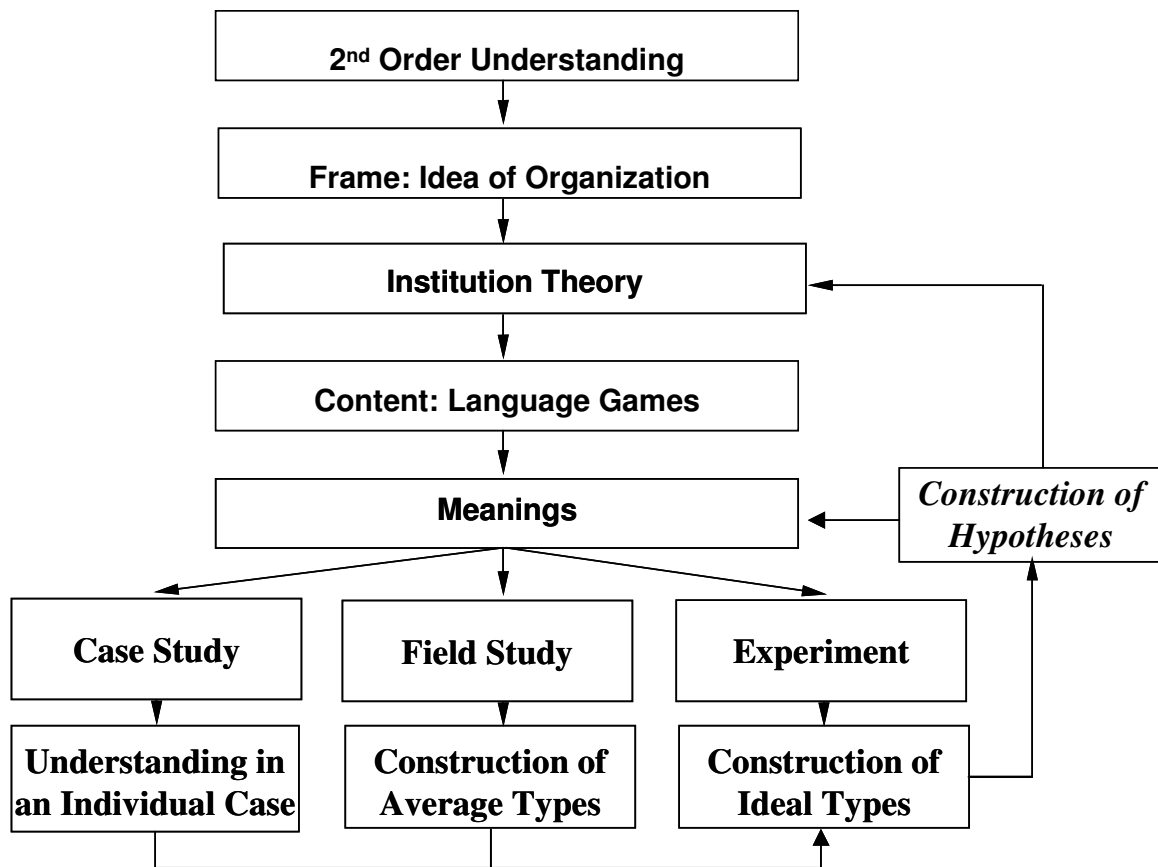 2nd Order Understanding
Frame: Idea of Organization
Institution Theory
Content: Language Games
Meanings
Construction of
Hypotheses
Case Study
Field Study
Experiment
Understanding in
an Individual Case
Construction of
Average Types
Construction of
Ideal Types